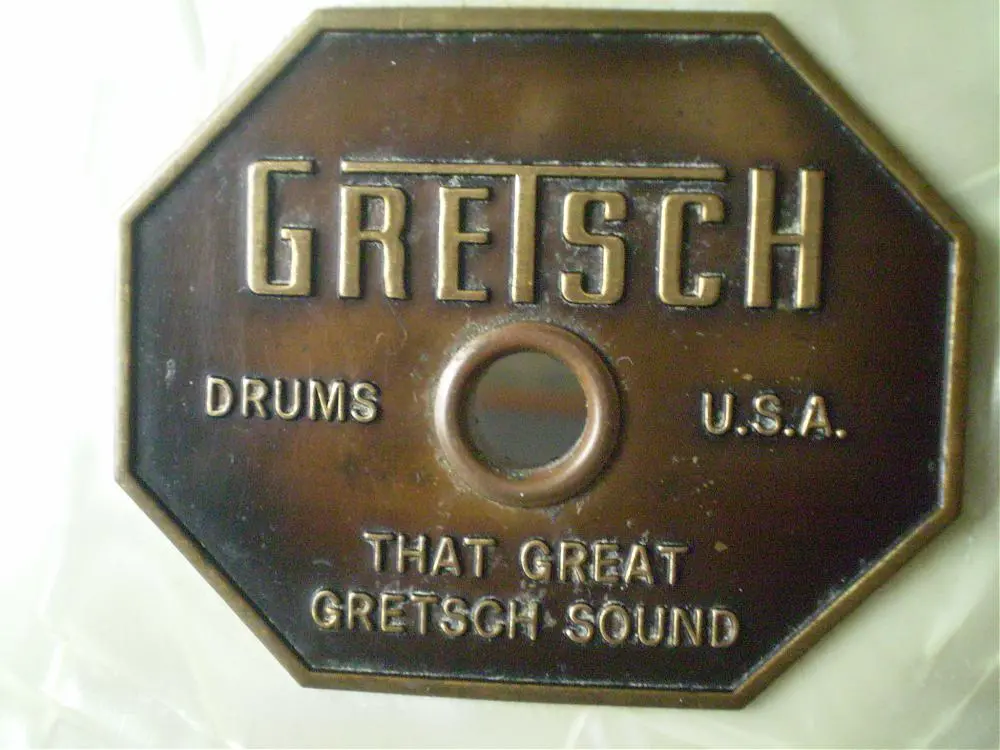 GRETSCH
DRUMS U.S.A.
THAT GREAT
GRETSCH SOUND